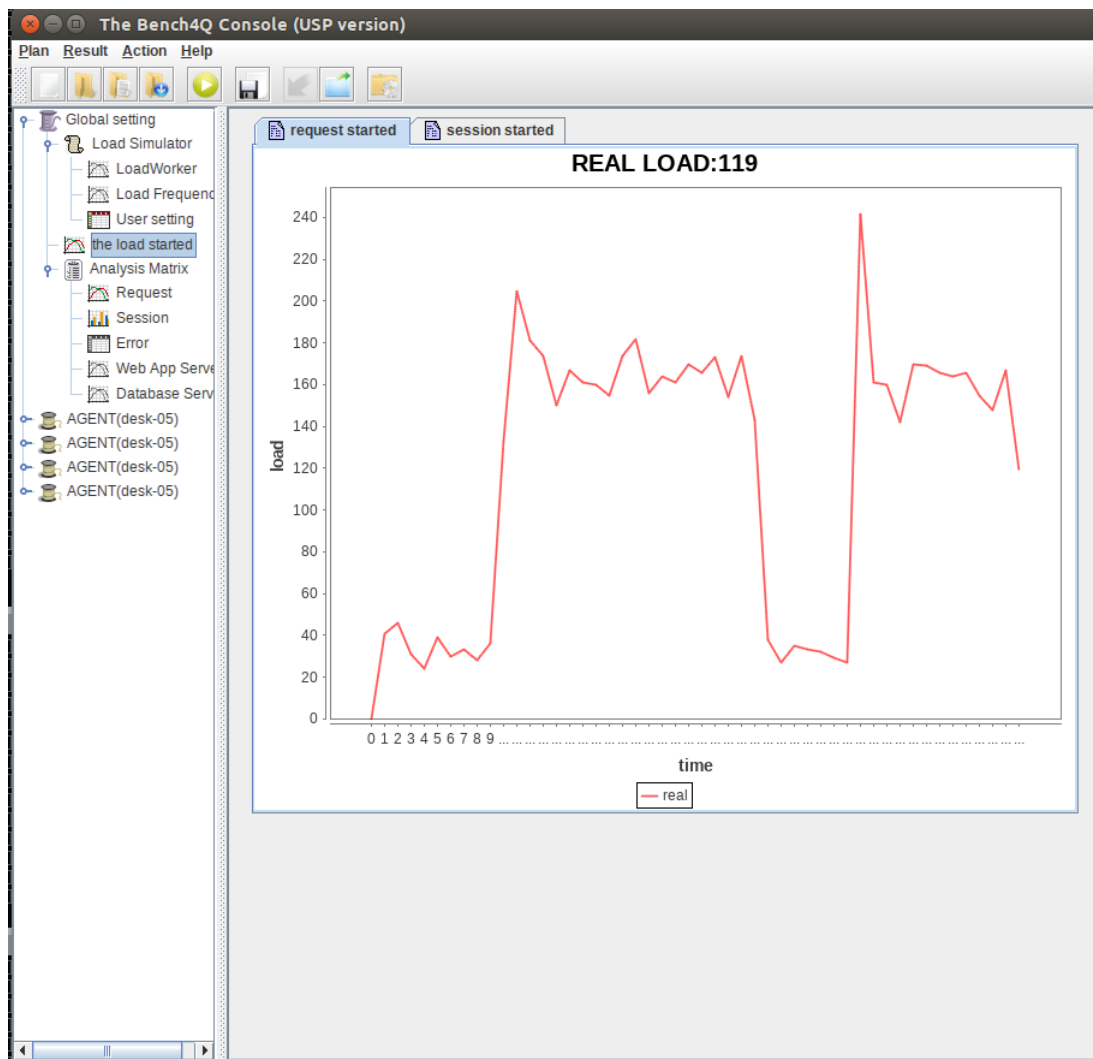 The Bench4Q Console (USP version)
Plan Result Action Help
Global setting
Load Simulator
LoadWorker
Load Frequenc
User setting
the load started
Analysis Matrix
Request
Session
Error
Web App Serve
Database Serv
AGENT(desk-05)
AGENT(desk-05)
AGENT(desk-05)
AGENT(desk-05)
request started
session started
REAL LOAD:119
240
220
200
180
160
140
120
100
80
60
40
20
0
load
0 1 2 3 4 5 6 7 8 9 ... ... ... ... ... ... ... ... ... ... ... ... ... ... ... ... ... ... ... ... ... ... ... ... ... ... ... ... ... ... ... ... ... ... ... ... ... ... ... ...
time
real